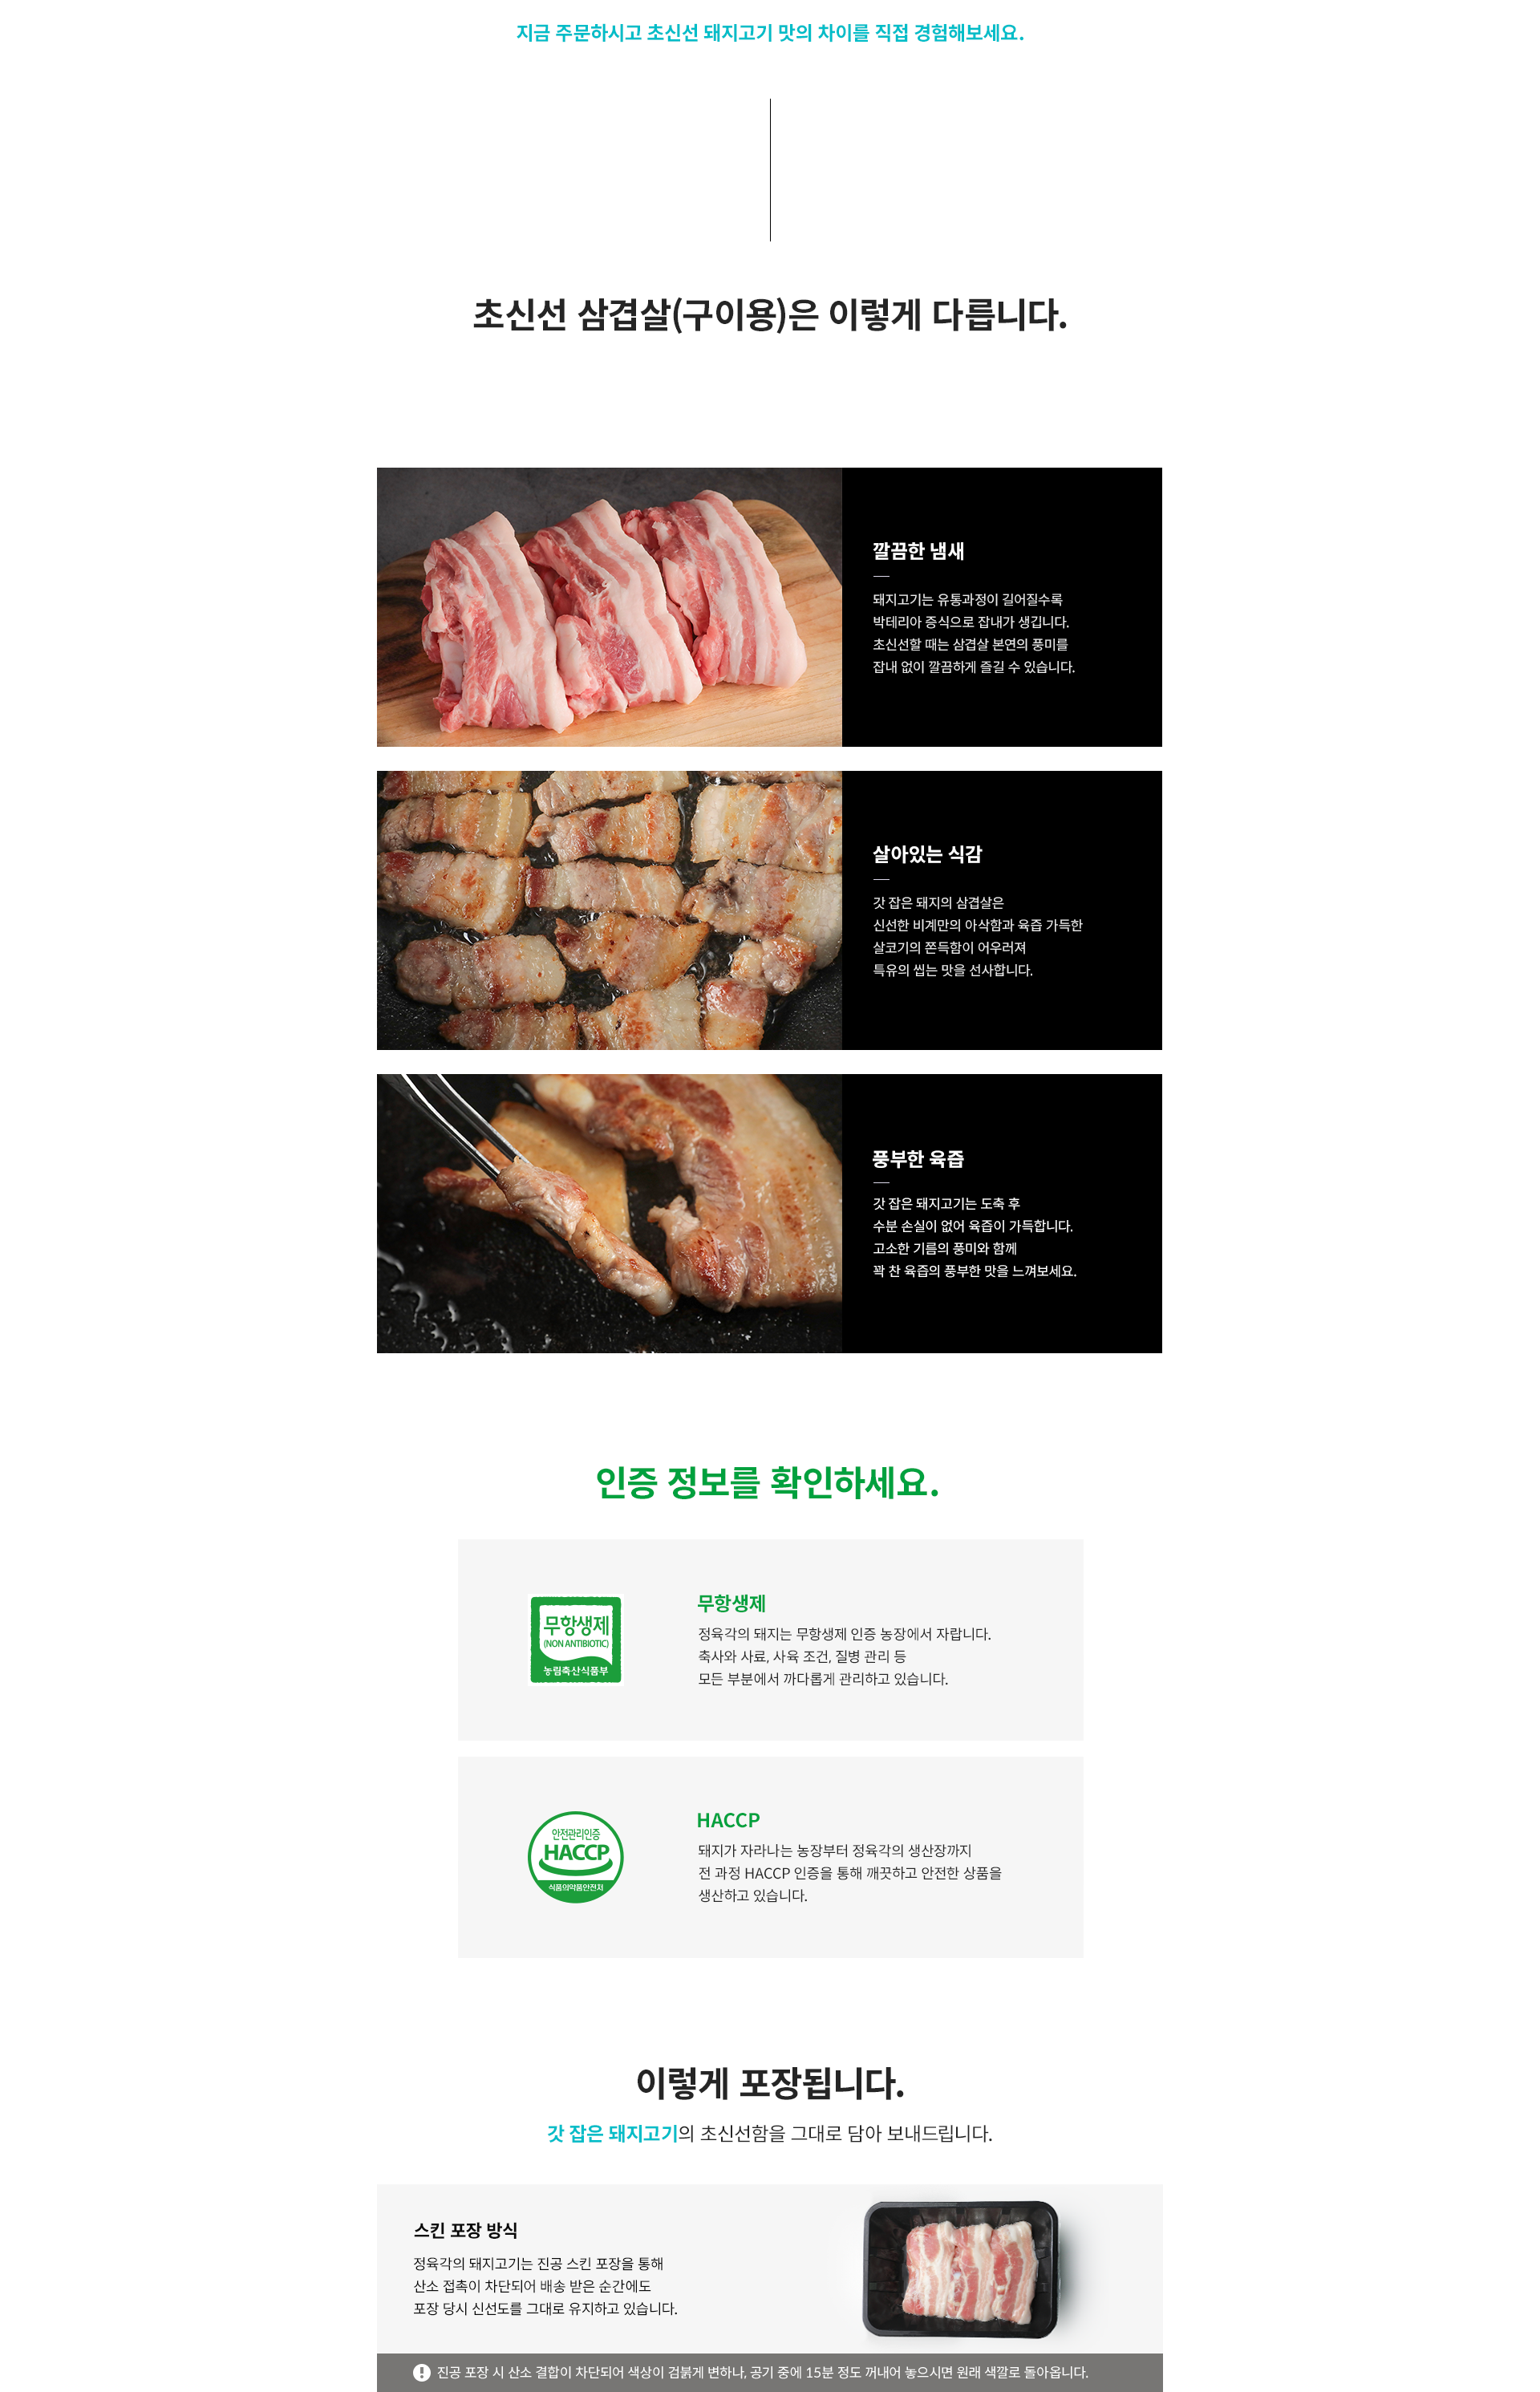 지금 주문하시고 초신선 돼지고기 맛의 차이를 직접 경험해보세요.
초신선 삼겹살(구이용)은 이렇게 다릅니다.
깔끔한 냄새
돼지고기는 유통과정이 길어질수록
박테리아 증식으로 잡내가 생깁니다.
초신선할 때는 삼겹살 본연의 풍미를
잡내 없이 깔끔하게 즐길 수 있습니다.
살아있는 식감
갓 잡은 돼지의 삼겹살은
신선한 비계만의 아삭함과 육즙 가득한
살코기의 쫀득함이 어우러져
특유의 씹는 맛을 선사합니다.
풍부한 육즙
갓 잡은 돼지고기는 도축 후
수분 손실이 없어 육즙이 가득합니다.
고소한 기름의 풍미와 함께
꽉 찬 육즙의 풍부한 맛을 느껴보세요.
인증 정보를 확인하세요.
무항생제
(NON ANTIBIOTIC)
농림축산식품부
무항생제
정육각의 돼지는 무항생제 인증 농장에서 자랍니다.
축사와 사료, 사육 조건, 질병 관리 등
모든 부분에서 까다롭게 관리하고 있습니다.
안전관리인증
HACCP
식품의약품안전처
HACCP
돼지가 자라나는 농장부터 정육각의 생산장까지
전 과정 HACCP 인증을 통해 깨끗하고 안전한 상품을
생산하고 있습니다.
이렇게 포장됩니다.
갓 잡은 돼지고기의 초신선함을 그대로 담아 보내드립니다.
스킨 포장 방식
정육각의 돼지고기는 진공 스킨 포장을 통해
산소 접촉이 차단되어 배송 받은 순간에도
포장 당시 신선도를 그대로 유지하고 있습니다.
진공 포장 시 산소 결합이 차단되어 색상이 검붉게 변하나, 공기 중에 15분 정도 꺼내어 놓으시면 원래 색깔로 돌아옵니다.